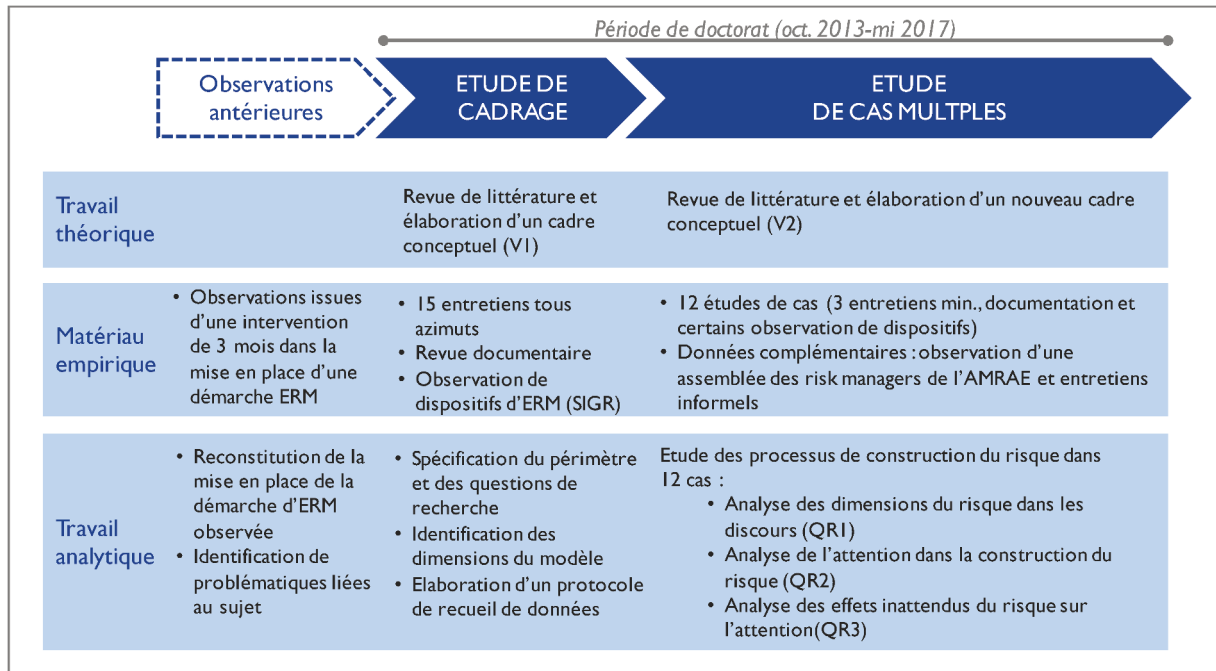 Période de doctorat (oct. 2013-mi 2017)
Observations
antérieures
ETUDE DE
CADRAGE
ETUDE
DE CAS MULTPLES
Travail
théorique
Revue de littérature et
élaboration d'un cadre
conceptuel (V1)
Revue de littérature et élaboration d'un nouveau cadre
conceptuel (V2)
Matériau
empirique
• Observations issues
d'une intervention
de 3 mois dans la
mise en place d'une
démarche ERM
• 15 entretiens tous
azimuts
• Revue documentaire
• Observation de
dispositifs d'ERM (SIGR)
• 12 études de cas (3 entretiens min., documentation et
certains observation de dispositifs)
• Données complémentaires : observation d'une
assemblée des risk managers de l'AMRAE et entretiens
informels
Travail
analytique
• Reconstitution de la
mise en place de la
démarche d'ERM
observée
• Identification de
problématiques liées
au sujet
• Spécification du périmètre
et des questions de
recherche
• Identification des
dimensions du modèle
• Elaboration d'un protocole
de recueil de données
Etude des processus de construction du risque dans
12 cas :
• Analyse des dimensions du risque dans les
discours (QR1)
• Analyse de l'attention dans la construction du
risque (QR2)
• Analyse des effets inattendus du risque sur
l'attention(QR3)